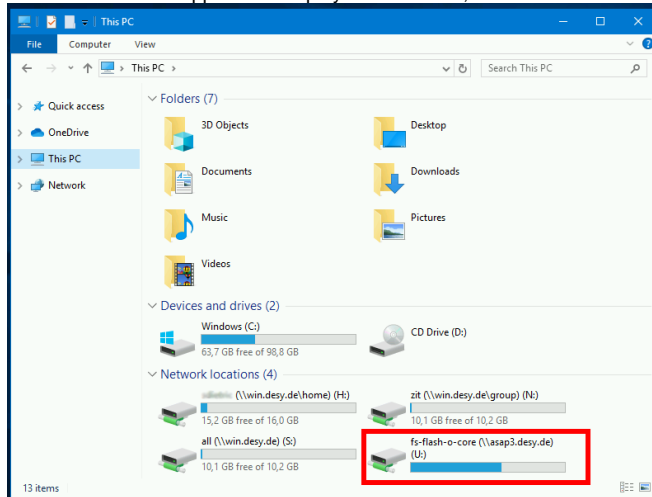 This PC
File Computer View
This PC
Search This PC
Quick access
OneDrive
This PC
Network
Folders (7)
3D Objects
Desktop
Documents
Downloads
Music
Pictures
Videos
Devices and drives (2)
Windows (C:)
63,7 GB free of 98,8 GB
CD Drive (D:)
Network locations (4)
(\\win.desy.de\home) (H:)
15,2 GB free of 16,0 GB
zit (\\win.desy.de\group) (N:)
10,1 GB free of 10,2 GB
all (\\win.desy.de) (S:)
10,1 GB free of 10,2 GB
fs-flash-o-core (\\asap3.desy.de)
(U:)
13 items